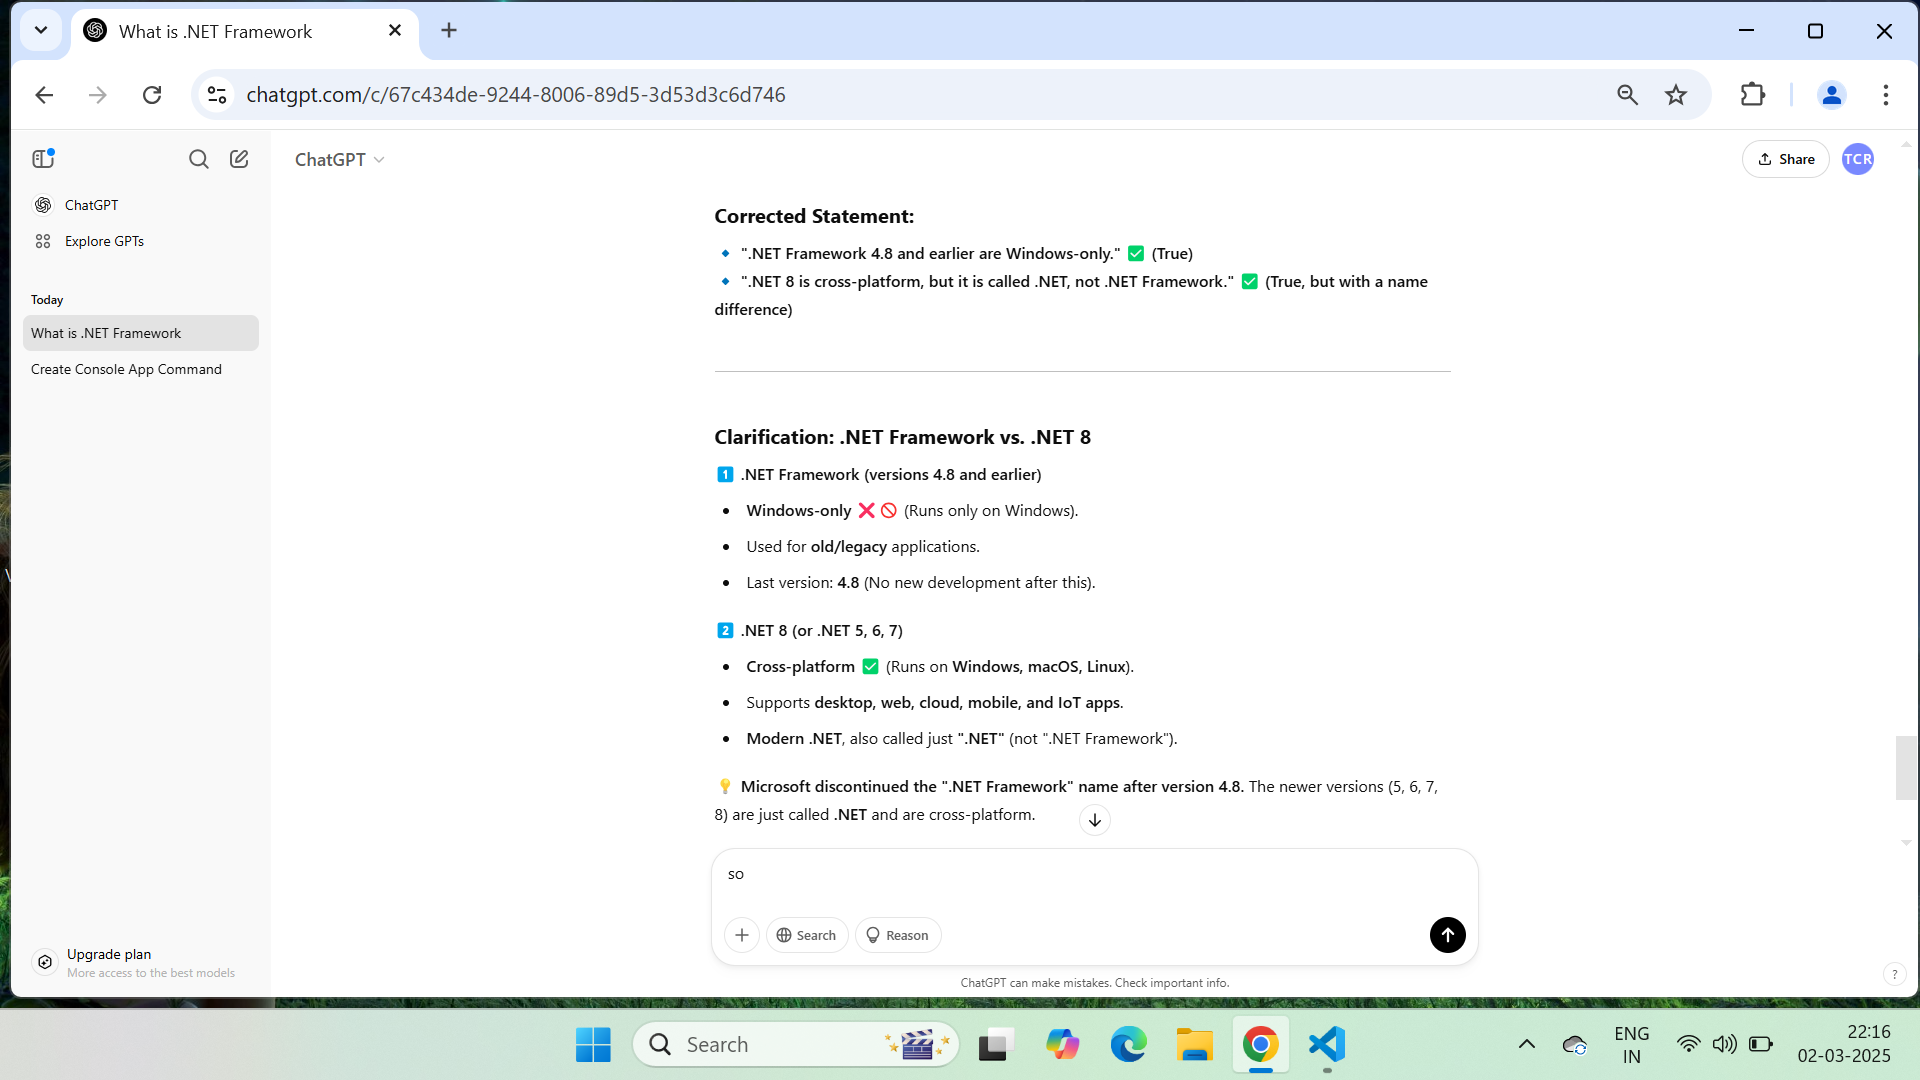 What is .NET Framework
chatgpt.com/c/67c434de-9244-8006-89d5-3d53d3c6d746
ChatGPT
Share
TCR
ChatGPT
Explore GPTs
Today
What is .NET Framework
Create Console App Command
Corrected Statement:
🔹 ".NET Framework 4.8 and earlier are Windows-only." ✅ (True)
🔹 ".NET 8 is cross-platform, but it is called .NET, not .NET Framework." ✅ (True, but with a name
difference)
Clarification: .NET Framework vs. .NET 8
1️⃣ .NET Framework (versions 4.8 and earlier)
• Windows-only ❌🚫 (Runs only on Windows).
• Used for old/legacy applications.
• Last version: 4.8 (No new development after this).
2️⃣ .NET 8 (or .NET 5, 6, 7)
• Cross-platform ✅ (Runs on Windows, macOS, Linux).
• Supports desktop, web, cloud, mobile, and IoT apps.
• Modern .NET, also called just ".NET" (not ".NET Framework").
💡 Microsoft discontinued the ".NET Framework" name after version 4.8. The newer versions (5, 6, 7,
8) are just called .NET and are cross-platform.
so
Search
Reason
ChatGPT can make mistakes. Check important info.
?
Upgrade plan
More access to the best models
Search
ENG
IN
22:16
02-03-2025